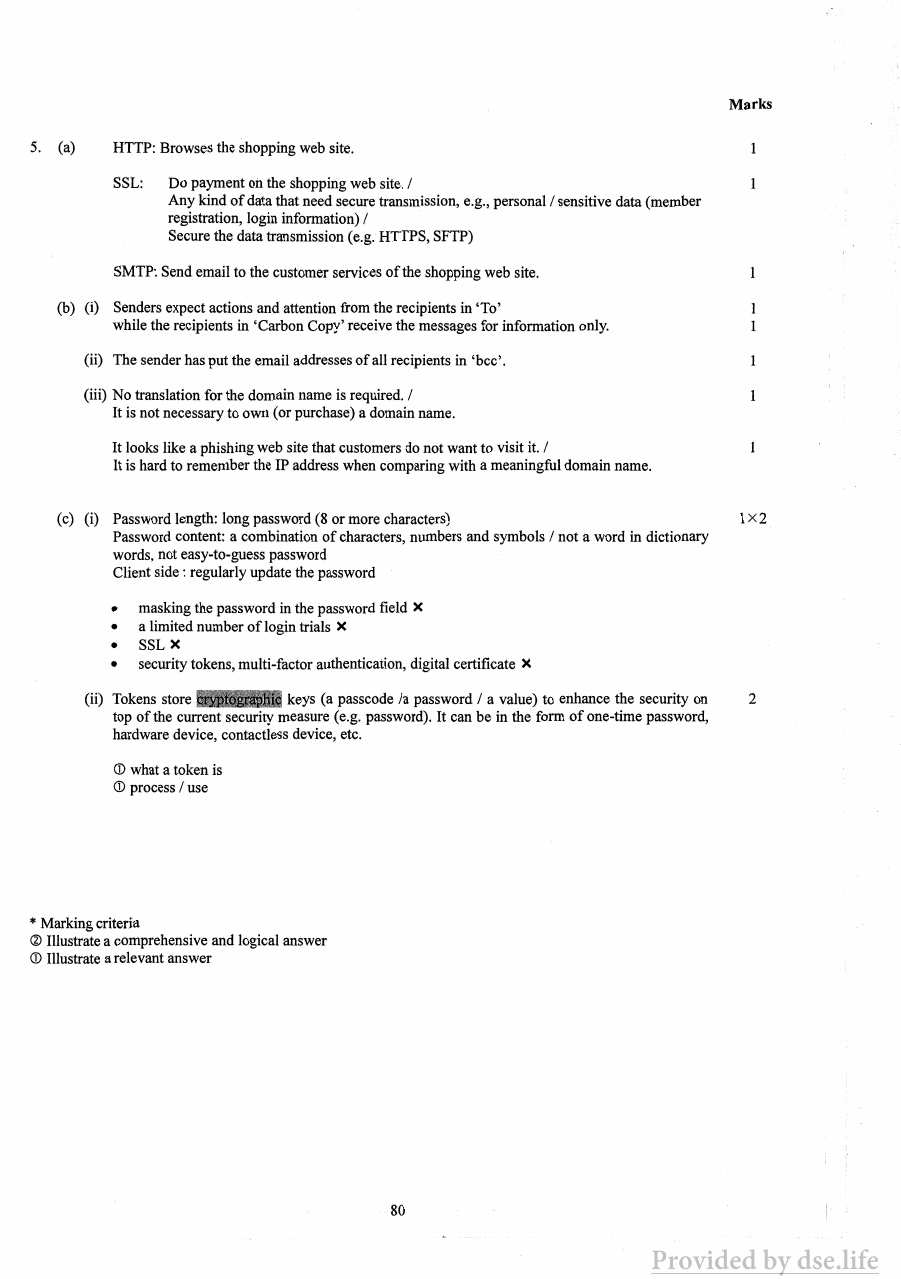 Marks
5. (a) HTTP: Browses the shopping web site. 1
SSL: Do payment on the shopping web site. / 1
Any kind of data that need secure transmission, e.g., personal / sensitive data (member
registration, login information) /
Secure the data transmission (e.g. HTTPS, SFTP)
SMTP: Send email to the customer services of the shopping web site. 1
(b) (i) Senders expect actions and attention from the recipients in ‘To’ 1
while the recipients in ‘Carbon Copy’ receive the messages for information only. 1
(ii) The sender has put the email addresses of all recipients in ‘bcc’. 1
(iii) No translation for the domain name is required. / 1
It is not necessary to own (or purchase) a domain name.
It looks like a phishing web site that customers do not want to visit it. / 1
It is hard to remember the IP address when comparing with a meaningful domain name.
(c) (i) Password length: long password (8 or more characters) 1×2
Password content: a combination of characters, numbers and symbols / not a word in dictionary
words, not easy-to-guess password
Client side : regularly update the password
• masking the password in the password field ×
• a limited number of login trials ×
• SSL ×
• security tokens, multi-factor authentication, digital certificate ×
(ii) Tokens store cryptographic keys (a passcode /a password / a value) to enhance the security on 2
top of the current security measure (e.g. password). It can be in the form of one-time password,
hardware device, contactless device, etc.
① what a token is
① process / use
* Marking criteria
② Illustrate a comprehensive and logical answer
① Illustrate a relevant answer
80
Provided by dse.life